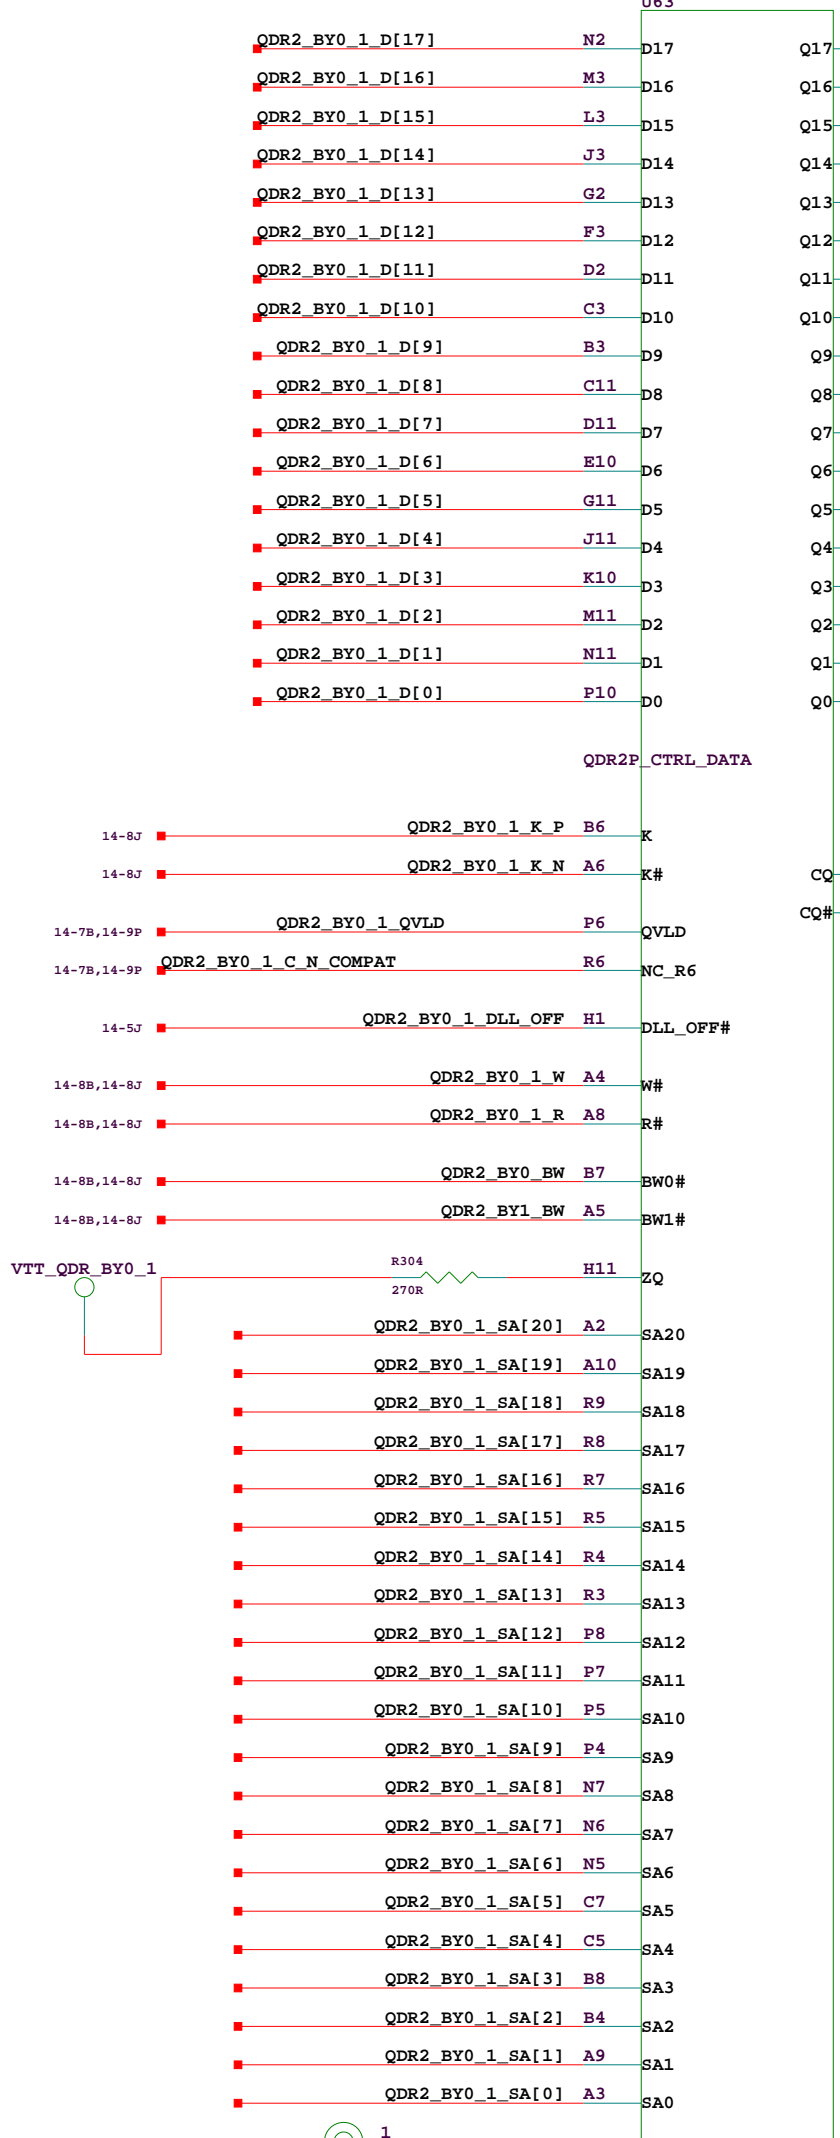 U63
QDR2_BY0_1_D[17] N2 D17 Q17
QDR2_BY0_1_D[16] M3 D16 Q16
QDR2_BY0_1_D[15] L3 D15 Q15
QDR2_BY0_1_D[14] J3 D14 Q14
QDR2_BY0_1_D[13] G2 D13 Q13
QDR2_BY0_1_D[12] F3 D12 Q12
QDR2_BY0_1_D[11] D2 D11 Q11
QDR2_BY0_1_D[10] C3 D10 Q10
QDR2_BY0_1_D[9] B3 D9 Q9
QDR2_BY0_1_D[8] C11 D8 Q8
QDR2_BY0_1_D[7] D11 D7 Q7
QDR2_BY0_1_D[6] E10 D6 Q6
QDR2_BY0_1_D[5] G11 D5 Q5
QDR2_BY0_1_D[4] J11 D4 Q4
QDR2_BY0_1_D[3] K10 D3 Q3
QDR2_BY0_1_D[2] M11 D2 Q2
QDR2_BY0_1_D[1] N11 D1 Q1
QDR2_BY0_1_D[0] P10 D0 Q0
QDR2P_CTRL_DATA
14-8J QDR2_BY0_1_K_P B6 K
14-8J QDR2_BY0_1_K_N A6 K# CQ
CQ#
14-7B,14-9P QDR2_BY0_1_QVLD P6 QVLD
14-7B,14-9P QDR2_BY0_1_C_N_COMPAT R6 NC_R6
14-5J QDR2_BY0_1_DLL_OFF H1 DLL_OFF#
14-8B,14-8J QDR2_BY0_1_W A4 W#
14-8B,14-8J QDR2_BY0_1_R A8 R#
14-8B,14-8J QDR2_BY0_BW B7 BW0#
14-8B,14-8J QDR2_BY1_BW A5 BW1#
VTT_QDR_BY0_1 R304 270R H11 ZQ
QDR2_BY0_1_SA[20] A2 SA20
QDR2_BY0_1_SA[19] A10 SA19
QDR2_BY0_1_SA[18] R9 SA18
QDR2_BY0_1_SA[17] R8 SA17
QDR2_BY0_1_SA[16] R7 SA16
QDR2_BY0_1_SA[15] R5 SA15
QDR2_BY0_1_SA[14] R4 SA14
QDR2_BY0_1_SA[13] R3 SA13
QDR2_BY0_1_SA[12] P8 SA12
QDR2_BY0_1_SA[11] P7 SA11
QDR2_BY0_1_SA[10] P5 SA10
QDR2_BY0_1_SA[9] P4 SA9
QDR2_BY0_1_SA[8] N7 SA8
QDR2_BY0_1_SA[7] N6 SA7
QDR2_BY0_1_SA[6] N5 SA6
QDR2_BY0_1_SA[5] C7 SA5
QDR2_BY0_1_SA[4] C5 SA4
QDR2_BY0_1_SA[3] B8 SA3
QDR2_BY0_1_SA[2] B4 SA2
QDR2_BY0_1_SA[1] A9 SA1
QDR2_BY0_1_SA[0] A3 SA0
1